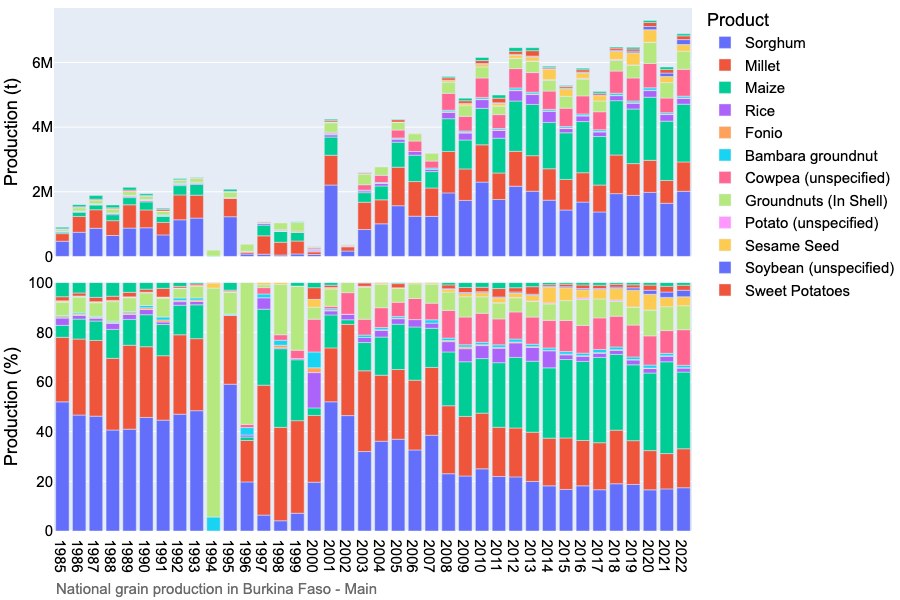 Product
Sorghum
Millet
Maize
Rice
Fonio
Bambara groundnut
Cowpea (unspecified)
Groundnuts (In Shell)
Potato (unspecified)
Sesame Seed
Soybean (unspecified)
Sweet Potatoes
Production (t)
6M
4M
2M
0
Production (%)
100
80
60
40
20
0
1985 1986 1987 1988 1989 1990 1991 1992 1993 1994 1995 1996 1997 1998 1999 2000 2001 2002 2003 2004 2005 2006 2007 2008 2009 2010 2011 2012 2013 2014 2015 2016 2017 2018 2019 2020 2021 2022
National grain production in Burkina Faso - Main